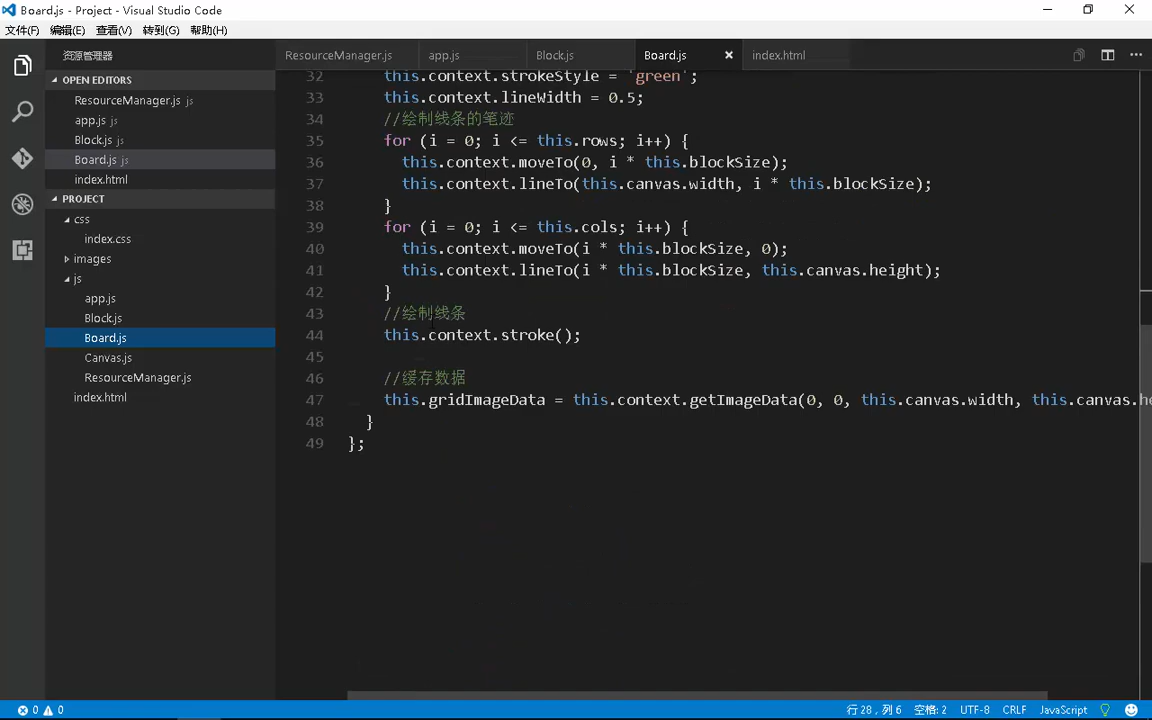 Board.js - Project - Visual Studio Code
文件(F) 编辑(E) 查看(V) 转到(G) 帮助(H)
资源管理器
OPEN EDITORS
ResourceManager.js js
app.js js
Block.js js
Board.js js
index.html
PROJECT
css
index.css
images
js
app.js
Block.js
Board.js
Canvas.js
ResourceManager.js
index.html
ResourceManager.js app.js Block.js Board.js index.html
32 this.context.strokeStyle = 'green';
33 this.context.lineWidth = 0.5;
34 //绘制线条的笔迹
35 for (i = 0; i <= this.rows; i++) {
36 this.context.moveTo(0, i * this.blockSize);
37 this.context.lineTo(this.canvas.width, i * this.blockSize);
38 }
39 for (i = 0; i <= this.cols; i++) {
40 this.context.moveTo(i * this.blockSize, 0);
41 this.context.lineTo(i * this.blockSize, this.canvas.height);
42 }
43 //绘制线条
44 this.context.stroke();
45
46 //缓存数据
47 this.gridImageData = this.context.getImageData(0, 0, this.canvas.width, this.canvas.he
48 }
49 };
0 0 行 28，列 6 空格: 2 UTF-8 CRLF JavaScript